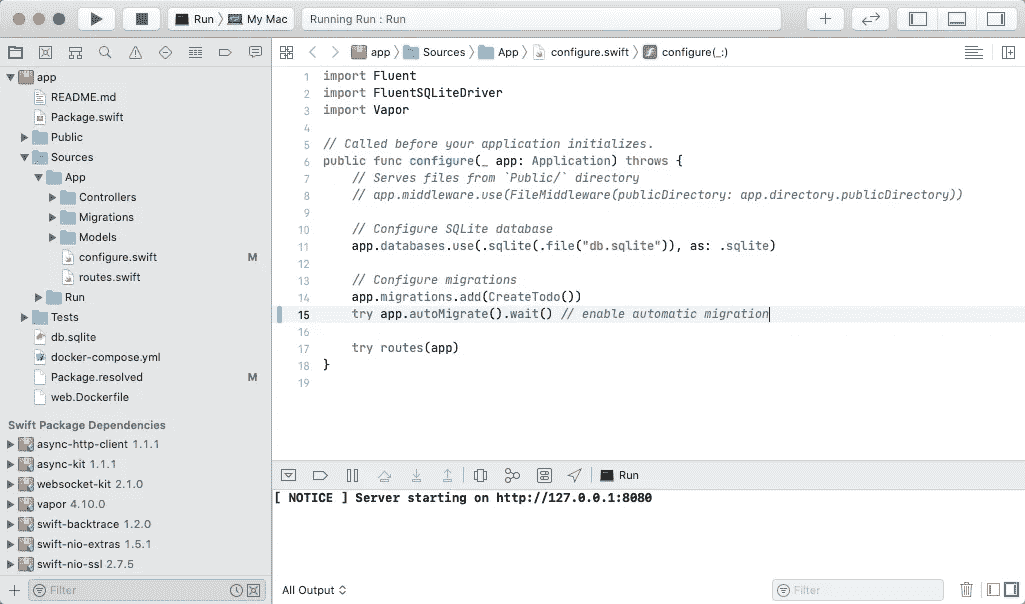 Run My Mac Running Run : Run
app Sources App configure.swift configure(_:)
app
README.md
Package.swift
Public
Sources
App
Controllers
Migrations
Models
configure.swift M
routes.swift
Run
Tests
db.sqlite
docker-compose.yml
Package.resolved M
web.Dockerfile
Swift Package Dependencies
async-http-client 1.1.1
async-kit 1.1.1
websocket-kit 2.1.0
vapor 4.10.0
swift-backtrace 1.2.0
swift-nio-extras 1.5.1
swift-nio-ssl 2.7.5
Filter
1 import Fluent
2 import FluentSQLiteDriver
3 import Vapor
4
5 // Called before your application initializes.
6 public func configure(_ app: Application) throws {
7 // Serves files from `Public/` directory
8 // app.middleware.use(FileMiddleware(publicDirectory: app.directory.publicDirectory))
9
10 // Configure SQLite database
11 app.databases.use(.sqlite(.file("db.sqlite")), as: .sqlite)
12
13 // Configure migrations
14 app.migrations.add(CreateTodo())
15 try app.autoMigrate().wait() // enable automatic migration
16
17 try routes(app)
18 }
19
Run
[ NOTICE ] Server starting on http://127.0.0.1:8080
All Output Filter